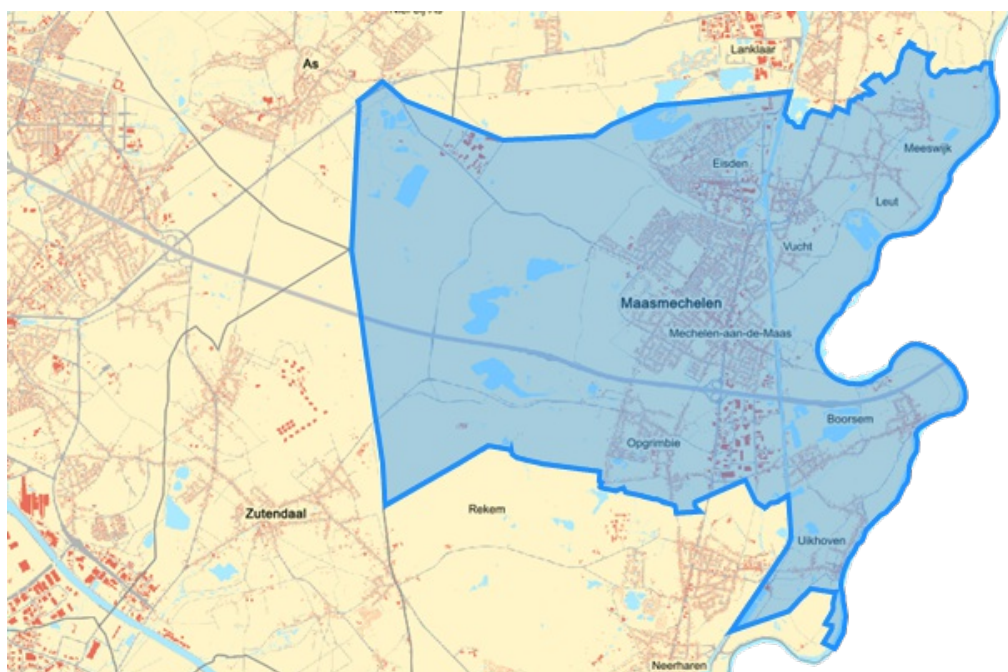 Lanklaar
As
Meeswijk
Eisden
Leut
Vucht
Maasmechelen
Mechelen-aan-de-Maas
Boorsem
Opgrimbie
Rekem
Zutendaal
Uikhoven
Neerharen